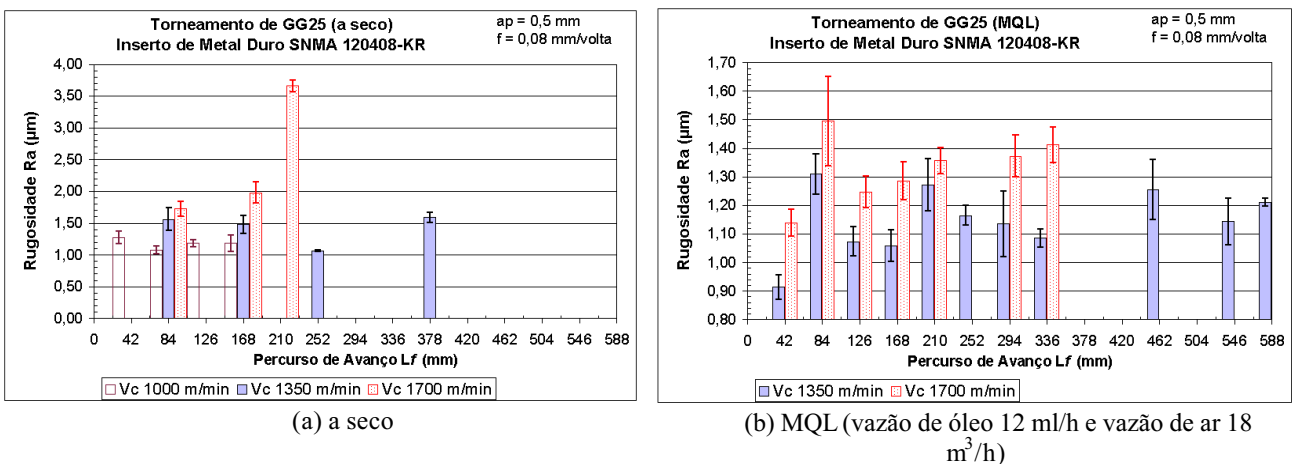 Torneamento de GG25 (a seco)
Inserto de Metal Duro SNMA 120408-KR
ap = 0,5 mm
f = 0,08 mm/volta
Rugosidade Ra (µm)
4,00
3,50
3,00
2,50
2,00
1,50
1,00
0,50
0,00
0 42 84 126 168 210 252 294 336 378 420 462 504 546 588
Percurso de Avanço Lf (mm)
Vc 1000 m/min Vc 1350 m/min Vc 1700 m/min
(a) a seco
Torneamento de GG25 (MQL)
Inserto de Metal Duro SNMA 120408-KR
ap = 0,5 mm
f = 0,08 mm/volta
Rugosidade Ra (µm)
1,70
1,60
1,50
1,40
1,30
1,20
1,10
1,00
0,90
0,80
0 42 84 126 168 210 252 294 336 378 420 462 504 546 588
Percurso de Avanço Lf (mm)
Vc 1350 m/min Vc 1700 m/min
(b) MQL (vazão de óleo 12 ml/h e vazão de ar 18
m³/h)